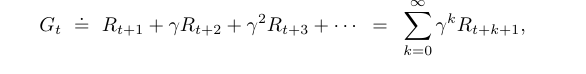 G_t ≐ R_{t+1} + γR_{t+2} + γ^2 R_{t+3} + ⋯ = ∑_{k=0}^{∞} γ^k R_{t+k+1},